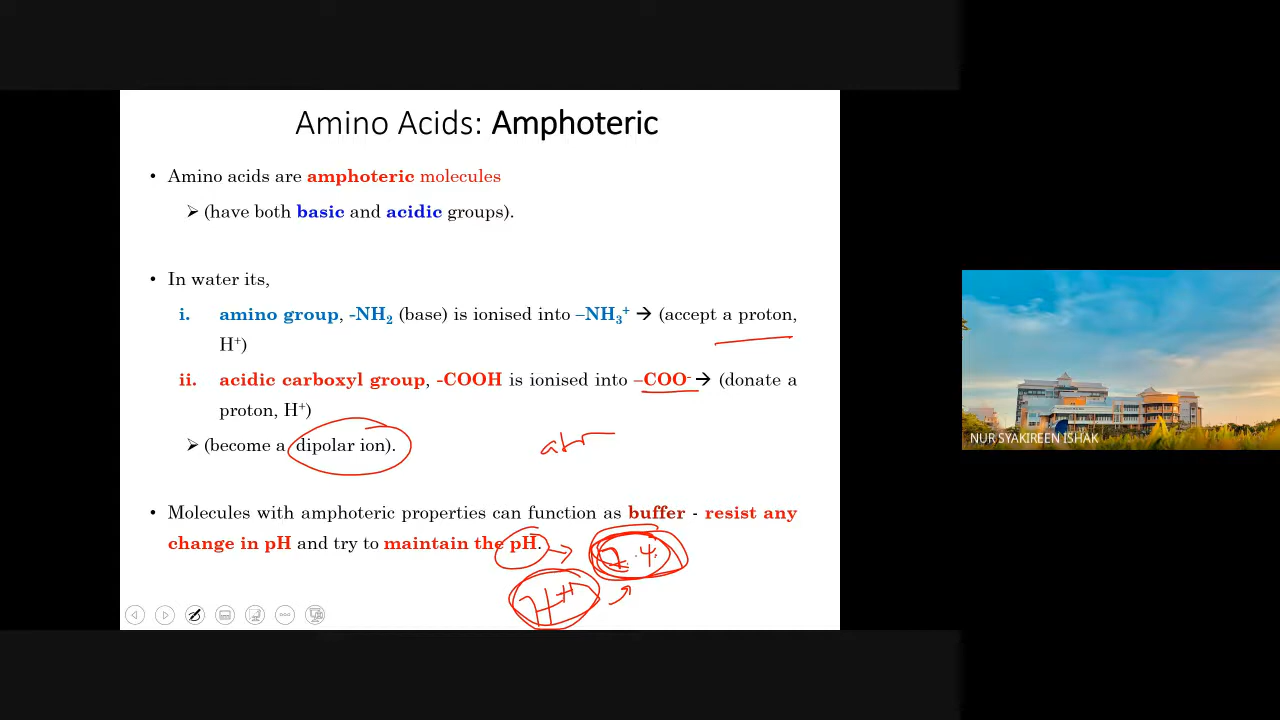 Amino Acids: Amphoteric
• Amino acids are amphoteric molecules
➢ (have both basic and acidic groups).
• In water its,
i. amino group, -NH₂ (base) is ionised into –NH₃⁺ → (accept a proton,
H⁺)
ii. acidic carboxyl group, -COOH is ionised into –COO⁻ → (donate a
proton, H⁺)
➢ (become a dipolar ion).
• Molecules with amphoteric properties can function as buffer - resist any
change in pH and try to maintain the pH.
7.4
H⁺
NUR SYAKIREEN ISHAK